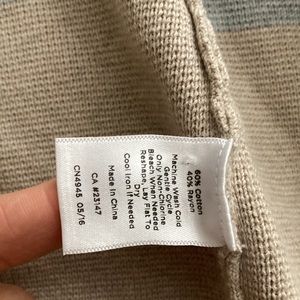 60% Cotton
40% Rayon
Machine Wash Cold
Gentle Cycle
Only Non-Chlorine
Bleach When Needed
Reshape, Lay Flat To
Dry
Cool Iron If Needed
Made In China
CA #23147
CN4945 05/16